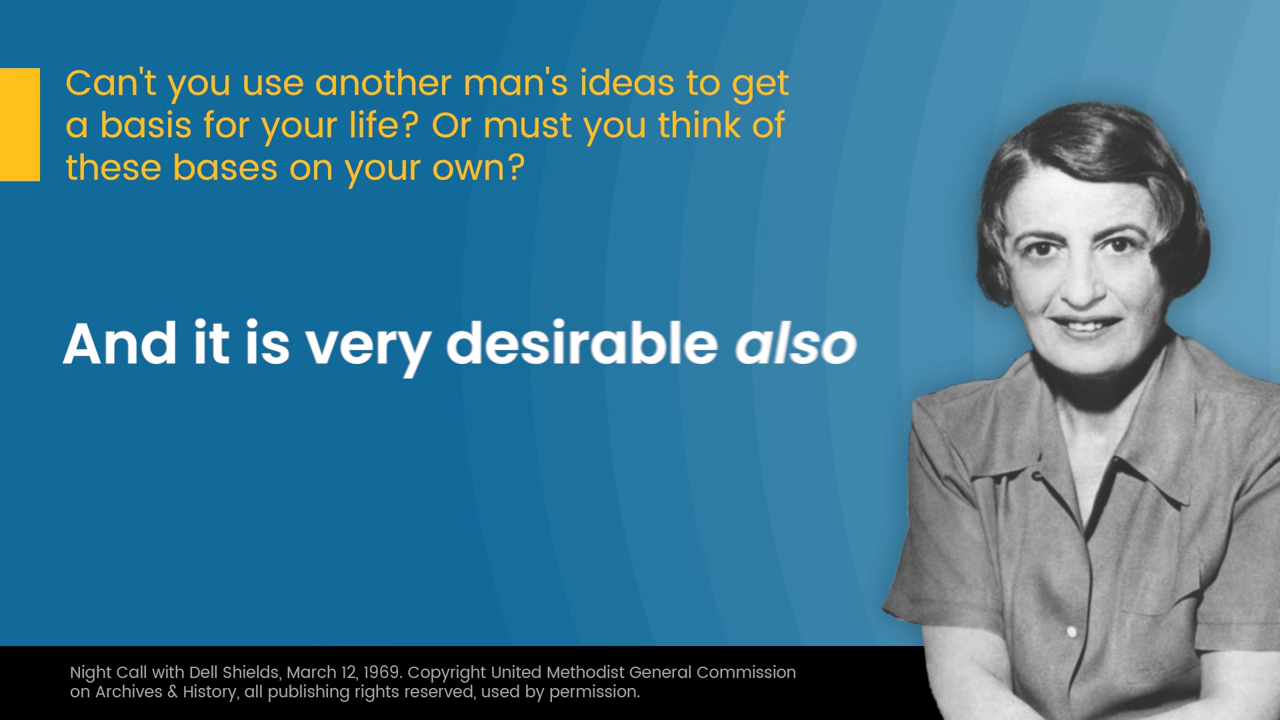 Can't you use another man's ideas to get
a basis for your life? Or must you think of
these bases on your own?
And it is very desirable also
Night Call with Dell Shields, March 12, 1969. Copyright United Methodist General Commission
on Archives & History, all publishing rights reserved, used by permission.